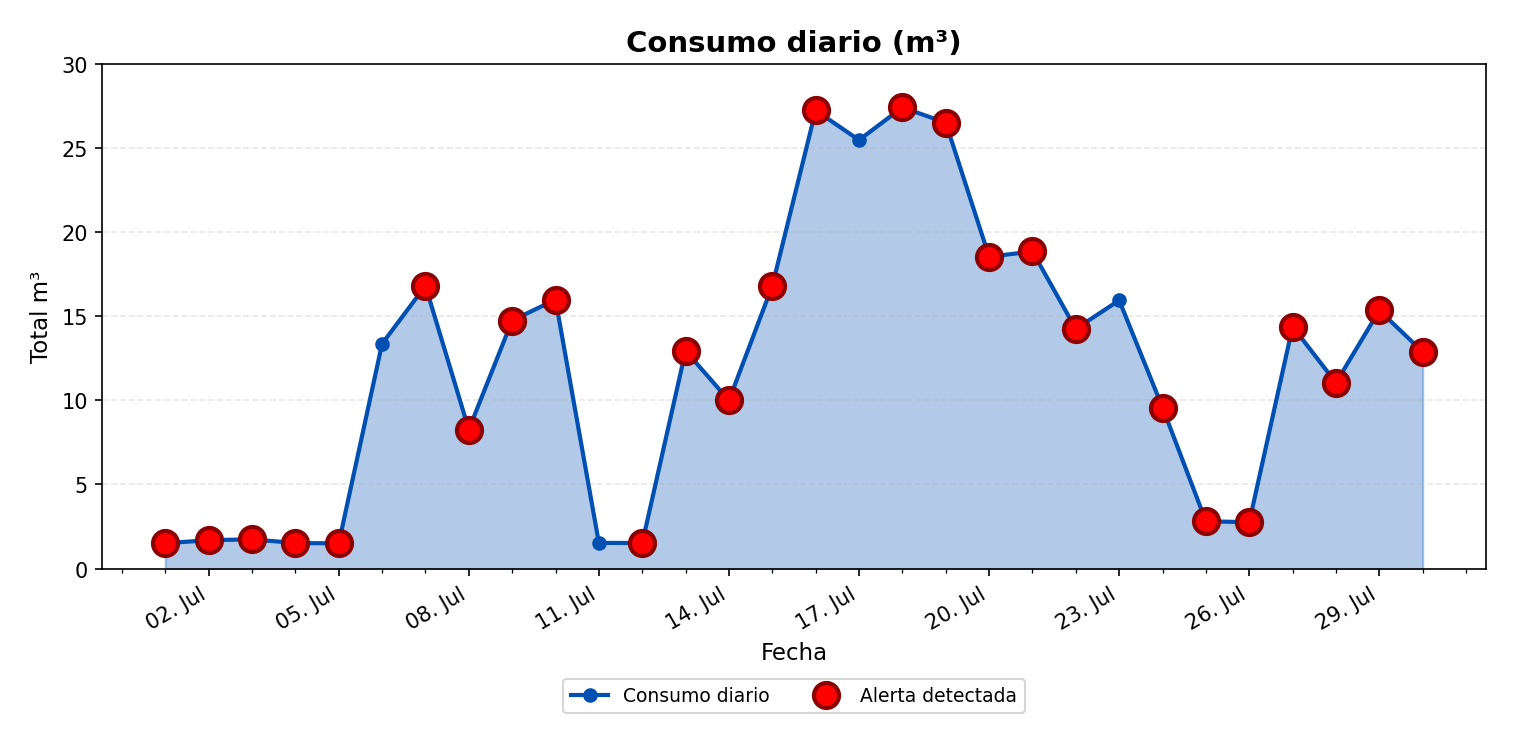 Consumo diario (m³)
30
25
20
15
10
5
0
Total m³
02. Jul
05. Jul
08. Jul
11. Jul
14. Jul
17. Jul
20. Jul
23. Jul
26. Jul
29. Jul
Fecha
Consumo diario
Alerta detectada